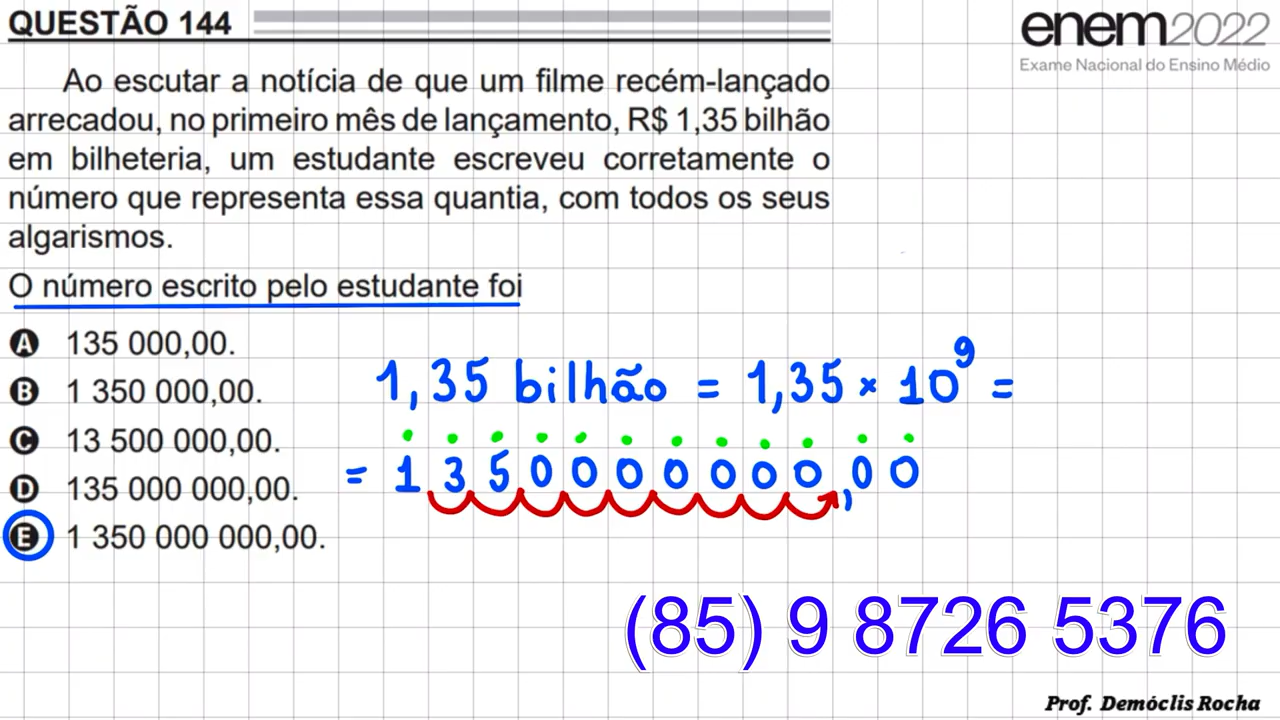 QUESTÃO 144
enem2022
Exame Nacional do Ensino Médio
Ao escutar a notícia de que um filme recém-lançado
arrecadou, no primeiro mês de lançamento, R$ 1,35 bilhão
em bilheteria, um estudante escreveu corretamente o
número que representa essa quantia, com todos os seus
algarismos.
O número escrito pelo estudante foi
A 135 000,00.
B 1 350 000,00.
C 13 500 000,00.
D 135 000 000,00.
E 1 350 000 000,00.
1,35 bilhão = 1,35 × 10⁹ =
= 1350000000,00
(85) 9 8726 5376
Prof. Demóclis Rocha